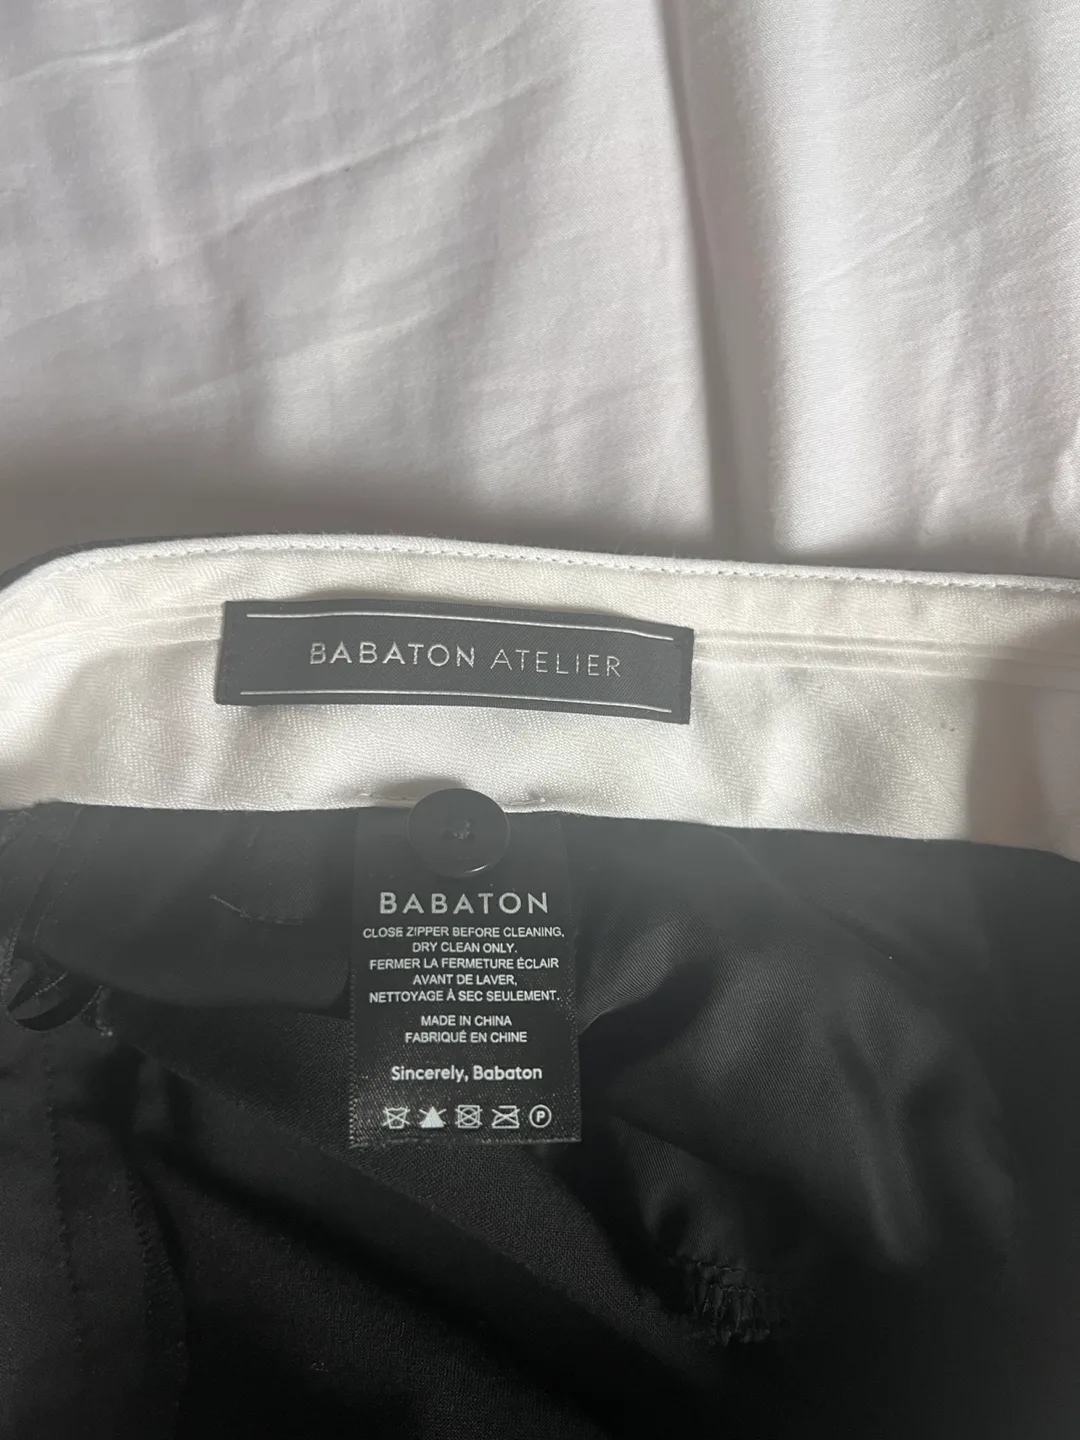 BABATON ATELIER
BABATON
CLOSE ZIPPER BEFORE CLEANING,
DRY CLEAN ONLY.
FERMER LA FERMETURE ÉCLAIR
AVANT DE LAVER,
NETTOYAGE À SEC SEULEMENT.
MADE IN CHINA
FABRIQUÉ EN CHINE
Sincerely, Babaton
P